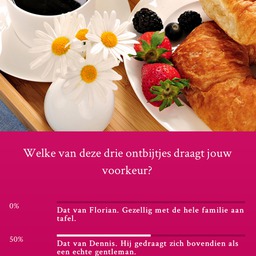 Welke van deze drie ontbijtjes draagt jouw
voorkeur?
0%
Dat van Florian. Gezellig met de hele familie aan
tafel.
50%
Dat van Dennis. Hij gedraagt zich bovendien als
een echte gentleman.